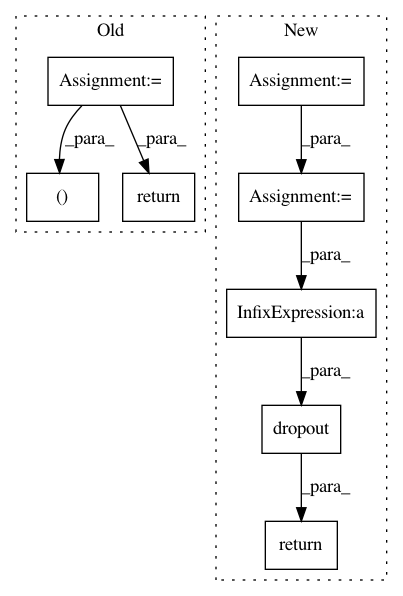 Old
New
Assignment:=
Assignment:=
_para_
_para_
_para_
()
return
Assignment:=
_para_
InfixExpression:a
_para_
dropout
_para_
return